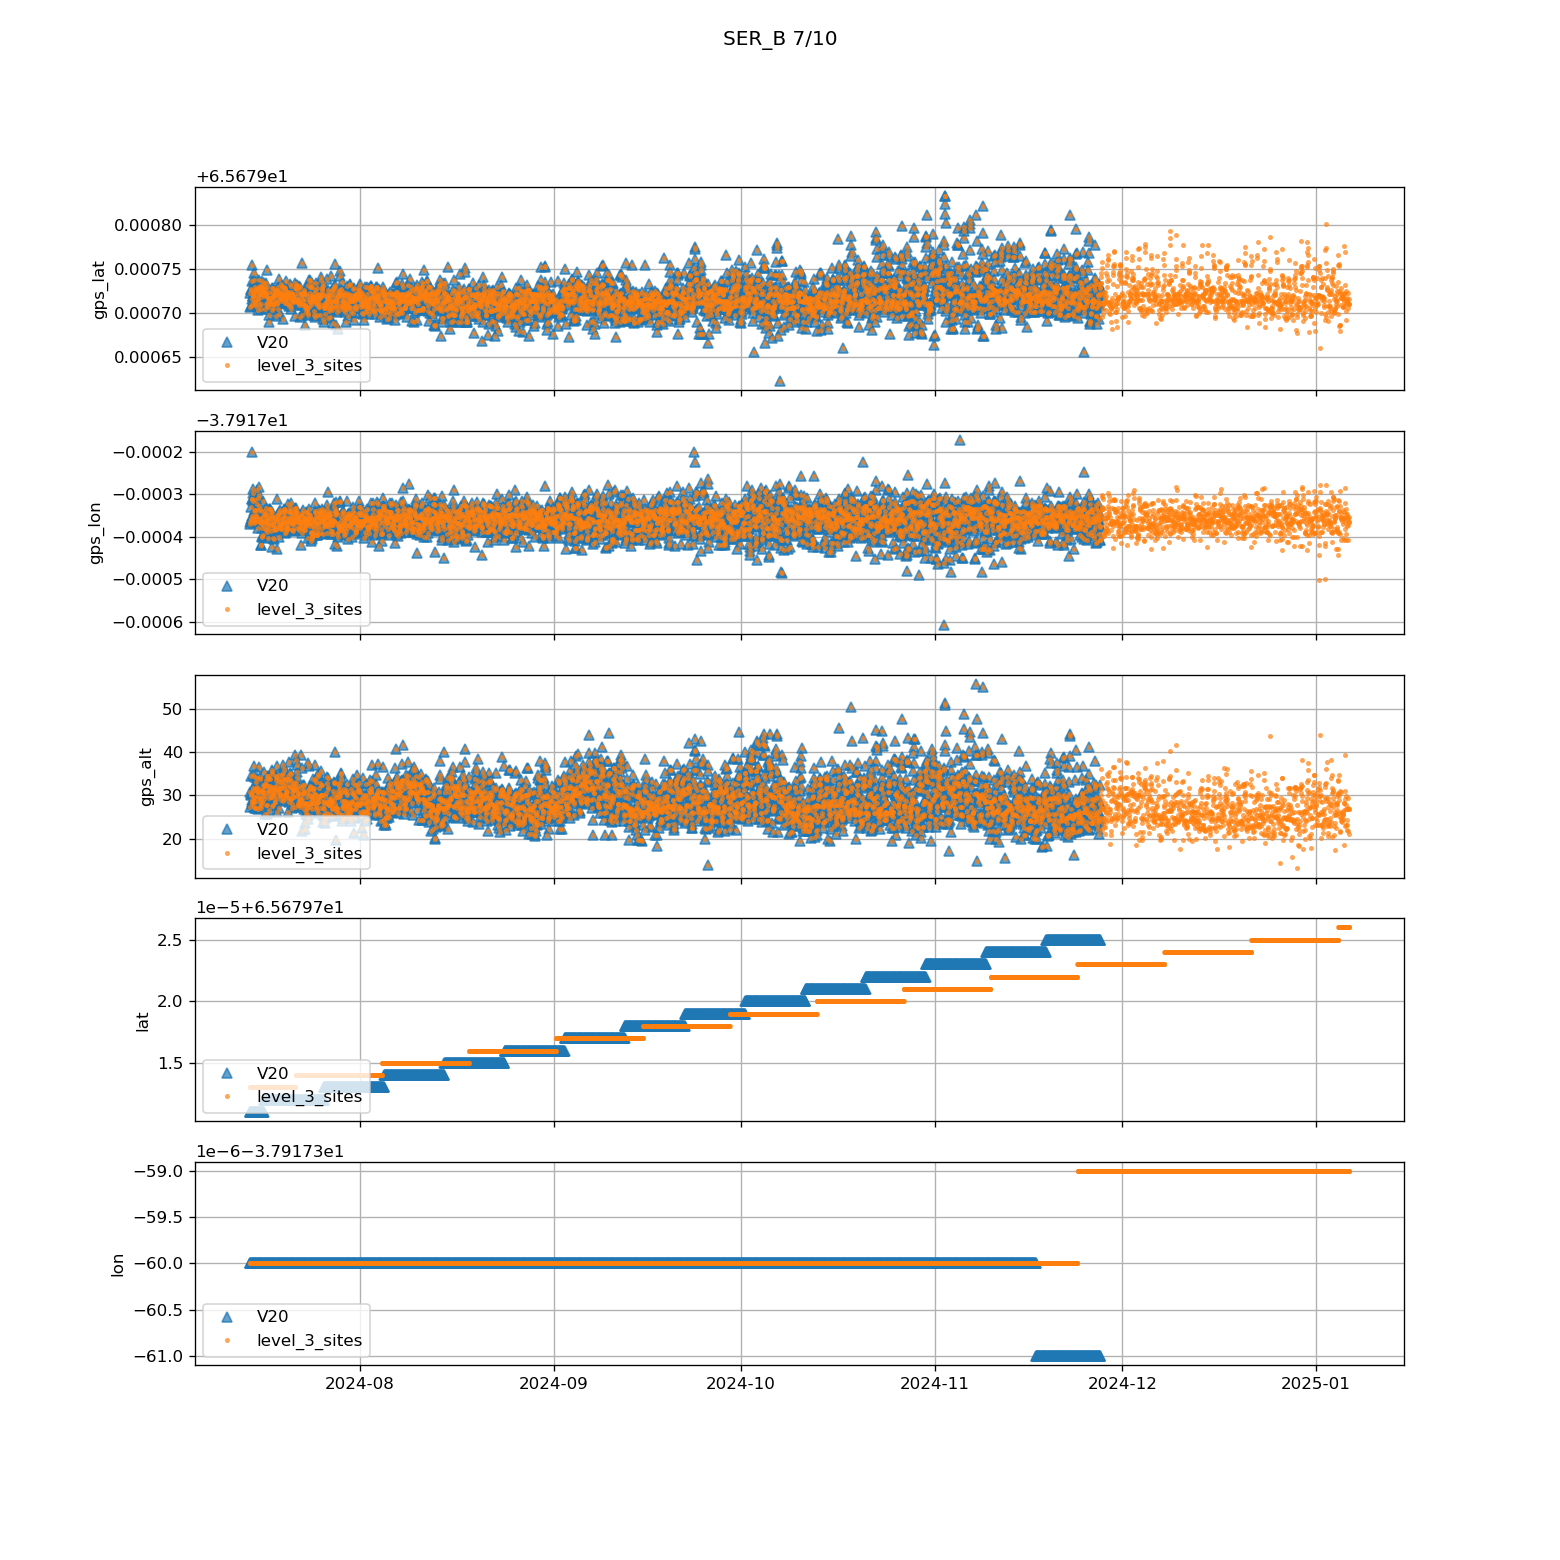 SER_B 7/10
+6.5679e1
0.00080
0.00075
0.00070
0.00065
gps_lat
V20
level_3_sites
−3.7917e1
−0.0002
−0.0003
−0.0004
−0.0005
−0.0006
gps_lon
V20
level_3_sites
50
40
30
20
gps_alt
V20
level_3_sites
1e−5+6.56797e1
2.5
2.0
1.5
lat
V20
level_3_sites
1e−6−3.79173e1
−59.0
−59.5
−60.0
−60.5
−61.0
lon
V20
level_3_sites
2024-08 2024-09 2024-10 2024-11 2024-12 2025-01